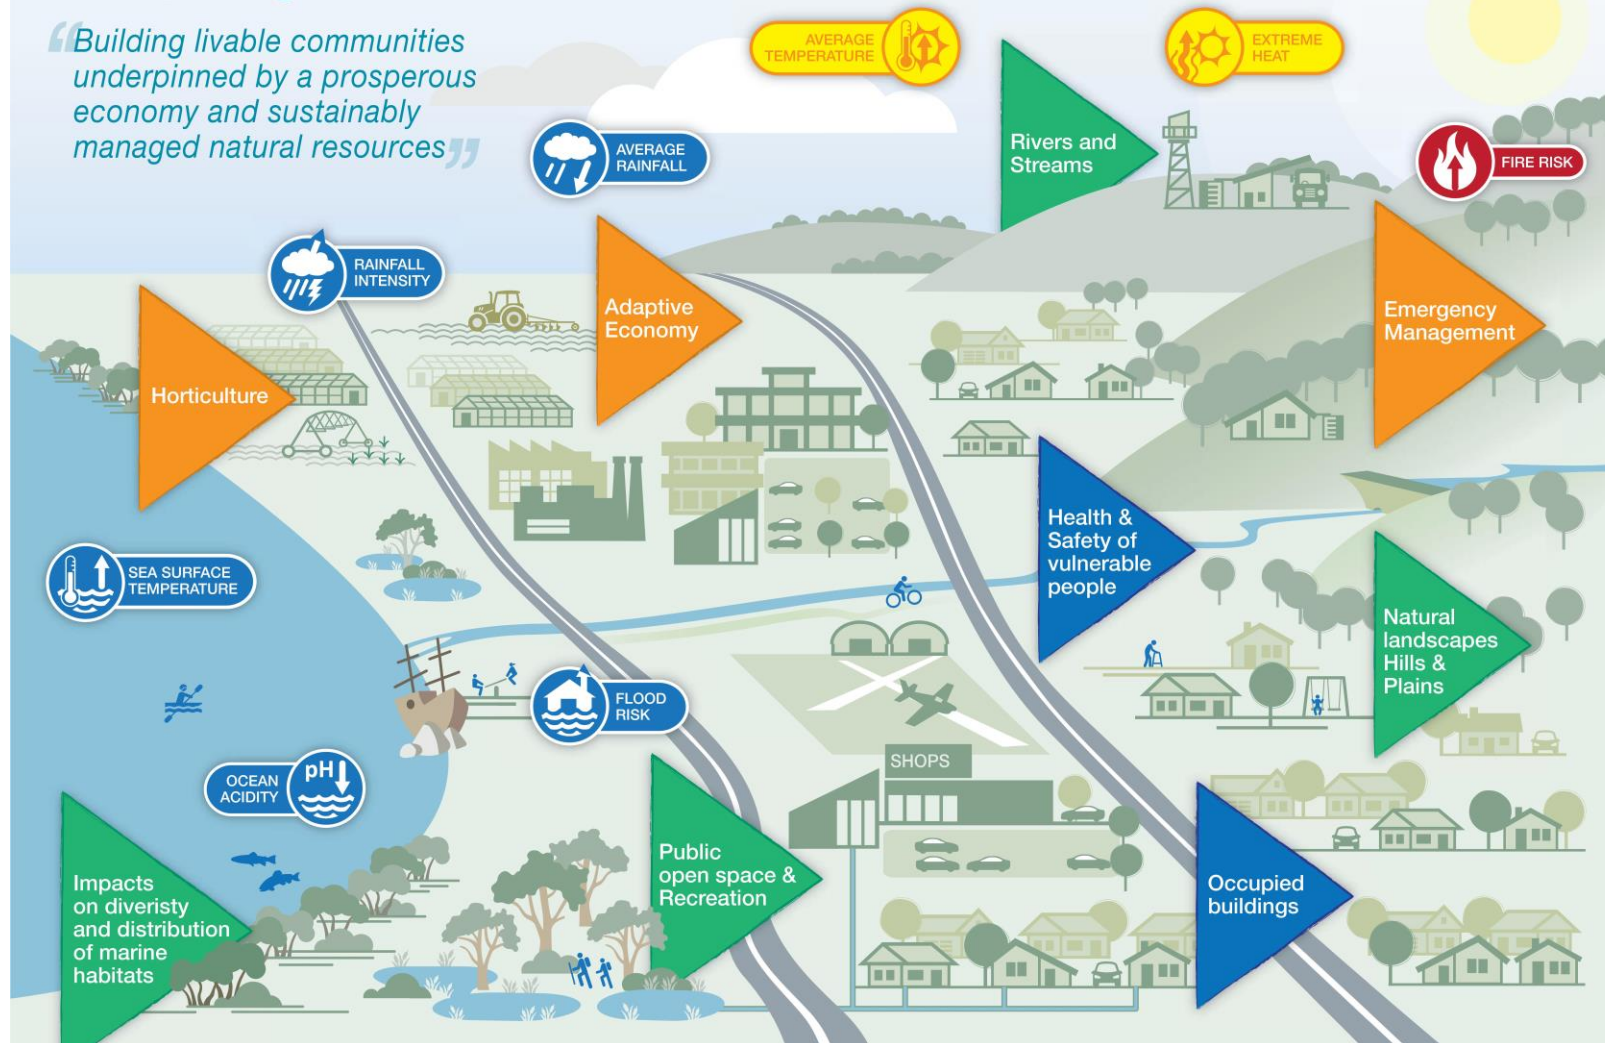 “Building livable communities
underpinned by a prosperous
economy and sustainably
managed natural resources”
AVERAGE
TEMPERATURE
EXTREME
HEAT
AVERAGE
RAINFALL
Rivers and
Streams
FIRE RISK
RAINFALL
INTENSITY
Adaptive
Economy
Emergency
Management
Horticulture
Health &
Safety of
vulnerable
people
SEA SURFACE
TEMPERATURE
Natural
landscapes
Hills &
Plains
FLOOD
RISK
OCEAN
ACIDITY
pH
SHOPS
Public
open space &
Recreation
Occupied
buildings
Impacts
on diveristy
and distribution
of marine
habitats